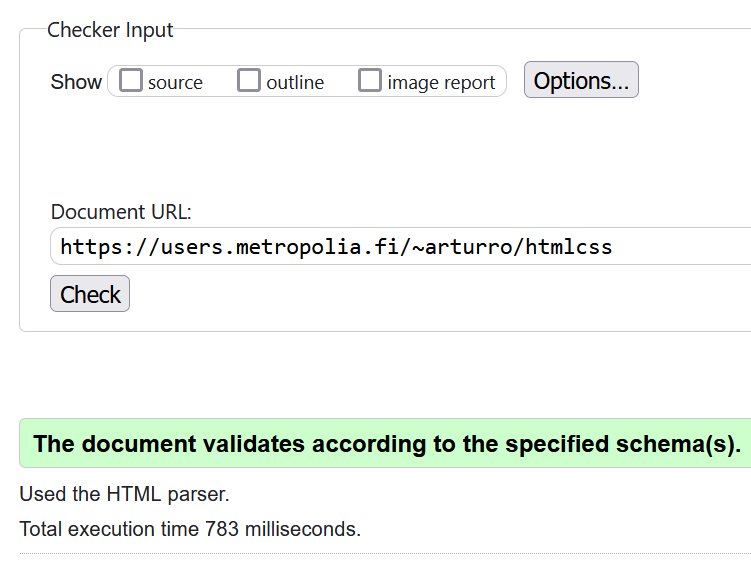 Checker Input
Show source outline image report Options...
Document URL:
https://users.metropolia.fi/~arturro/htmlcss
Check
The document validates according to the specified schema(s).
Used the HTML parser.
Total execution time 783 milliseconds.